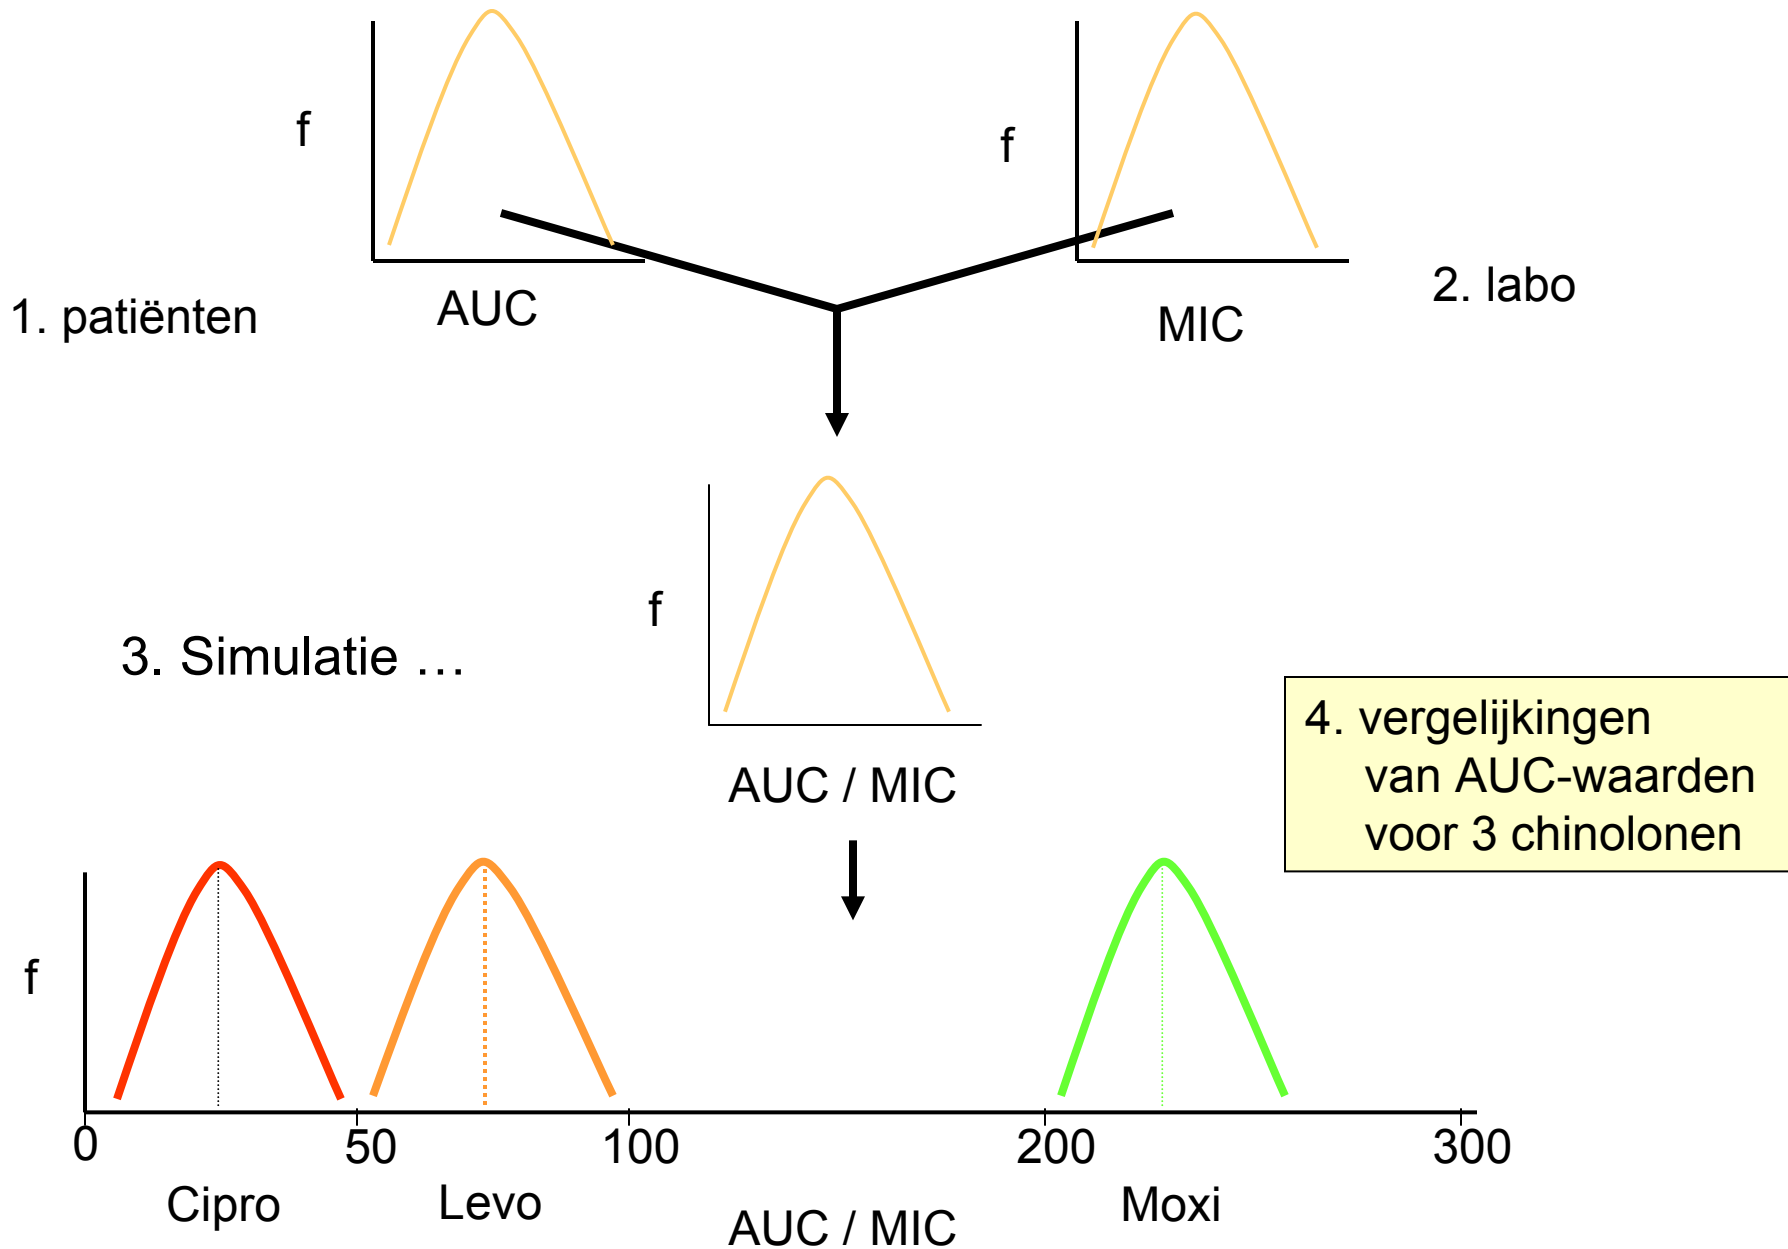 f
f
1. patiënten
AUC
MIC
2. labo
f
3. Simulatie …
AUC / MIC
4. vergelijkingen
van AUC-waarden
voor 3 chinolonen
f
0 50 100 200 300
Cipro Levo Moxi
AUC / MIC